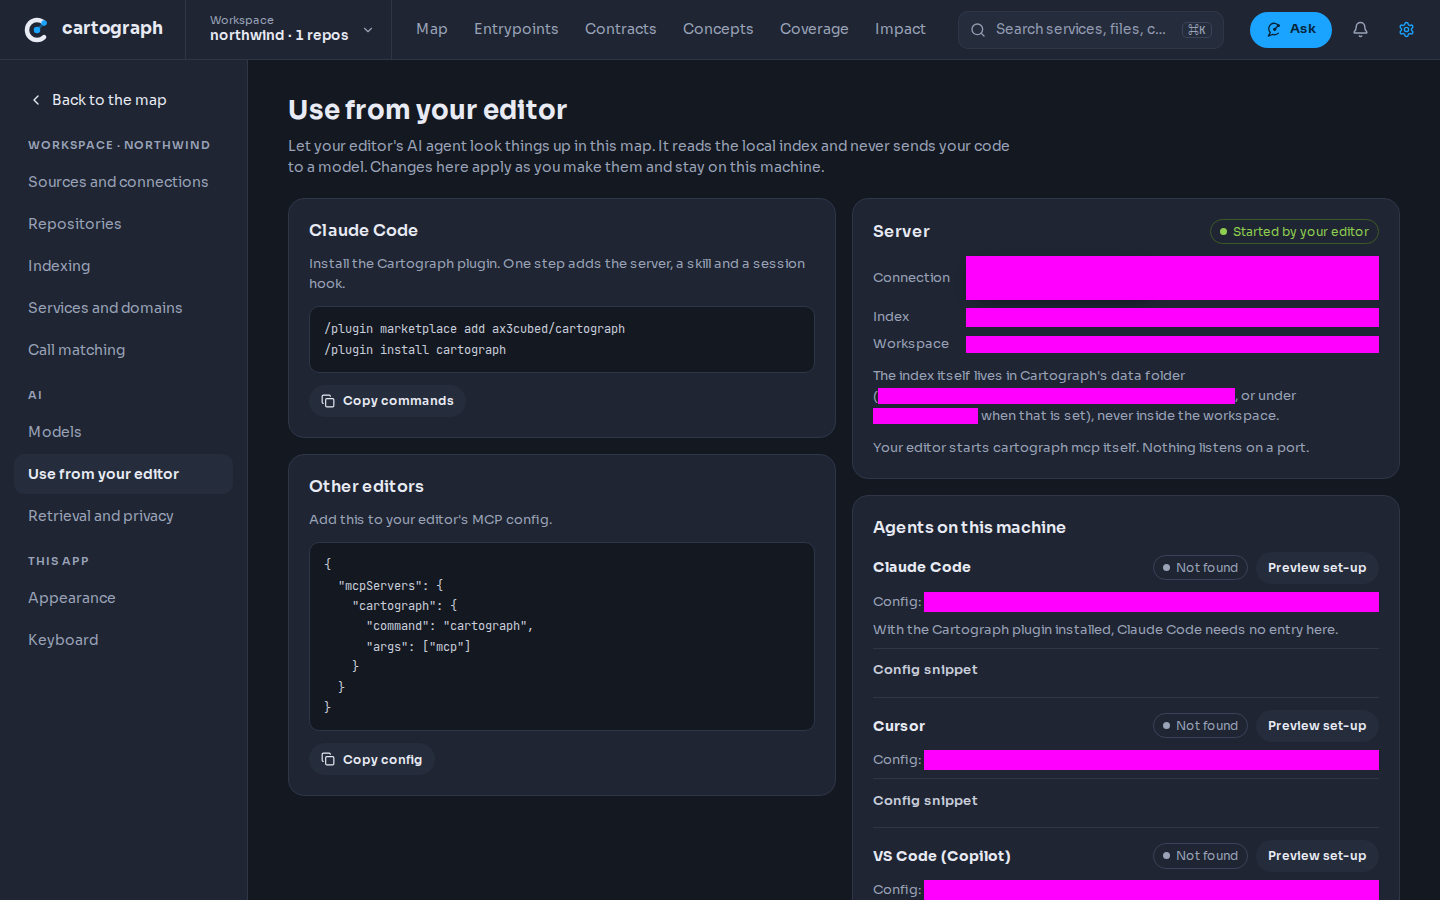 cartograph
Workspace
northwind · 1 repos
Map
Entrypoints
Contracts
Concepts
Coverage
Impact
Search services, files, c...
⌘K
Ask
Back to the map
WORKSPACE · NORTHWIND
Sources and connections
Repositories
Indexing
Services and domains
Call matching
AI
Models
Use from your editor
Retrieval and privacy
THIS APP
Appearance
Keyboard
Use from your editor
Let your editor's AI agent look things up in this map. It reads the local index and never sends your code
to a model. Changes here apply as you make them and stay on this machine.
Claude Code
Install the Cartograph plugin. One step adds the server, a skill and a session
hook.
/plugin marketplace add ax3cubed/cartograph
/plugin install cartograph
Copy commands
Other editors
Add this to your editor's MCP config.
{
  "mcpServers": {
    "cartograph": {
      "command": "cartograph",
      "args": ["mcp"]
    }
  }
}
Copy config
Server
Started by your editor
Connection
Index
Workspace
The index itself lives in Cartograph's data folder
(, or under
when that is set), never inside the workspace.
Your editor starts cartograph mcp itself. Nothing listens on a port.
Agents on this machine
Claude Code
Not found
Preview set-up
Config:
With the Cartograph plugin installed, Claude Code needs no entry here.
Config snippet
Cursor
Not found
Preview set-up
Config:
Config snippet
VS Code (Copilot)
Not found
Preview set-up
Config: